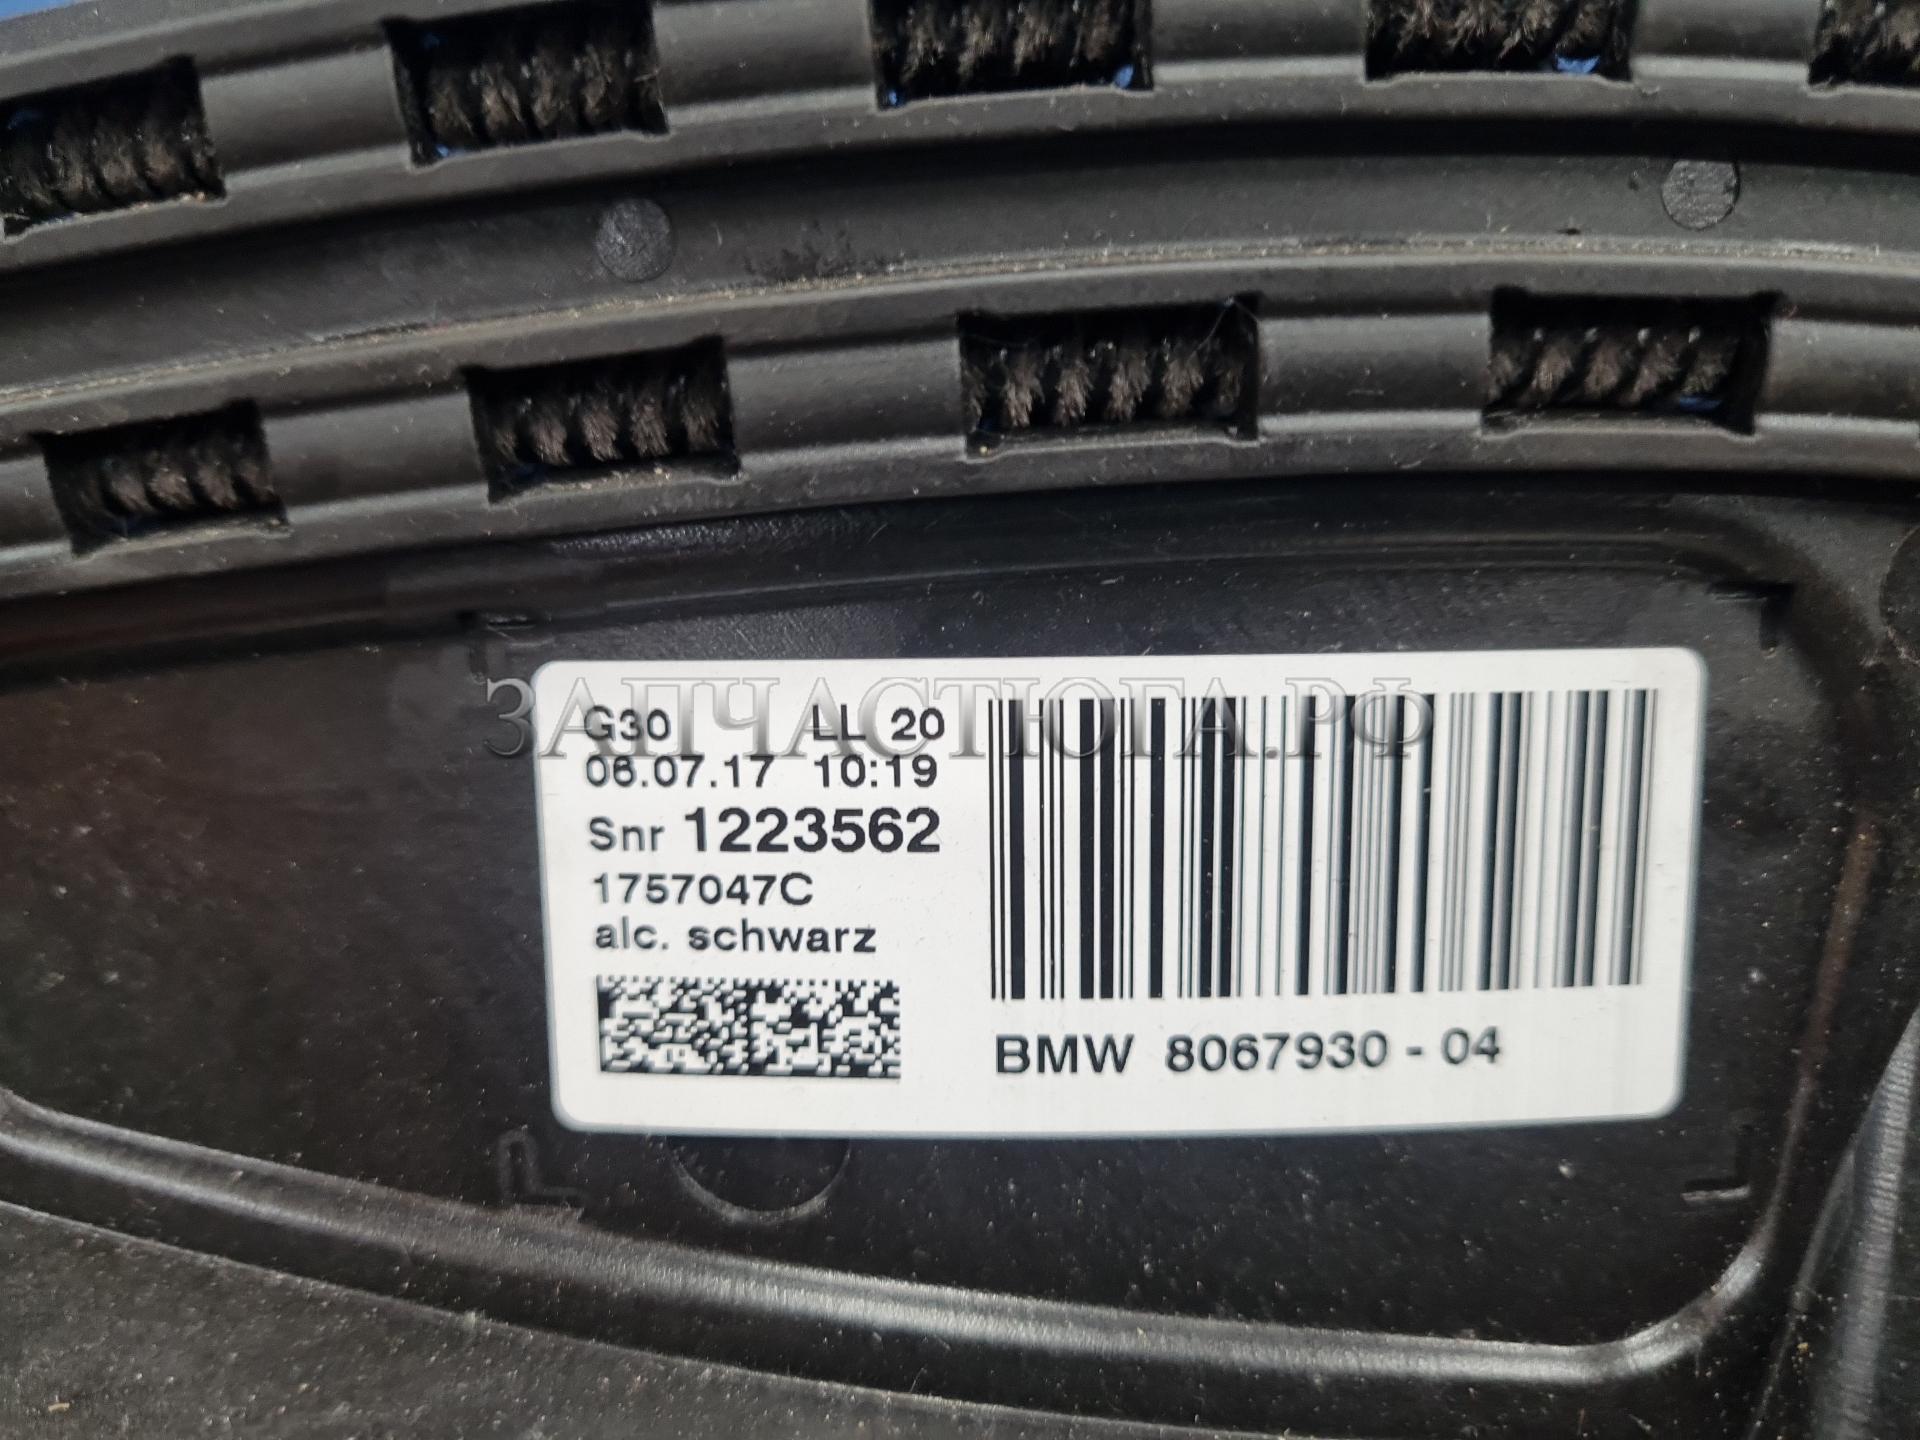 ЗАПЧАСТЮГА.РФ
G30 LL 20
06.07.17 10:19
Snr 1223562
1757047C
alc. schwarz
BMW 8067930 - 04